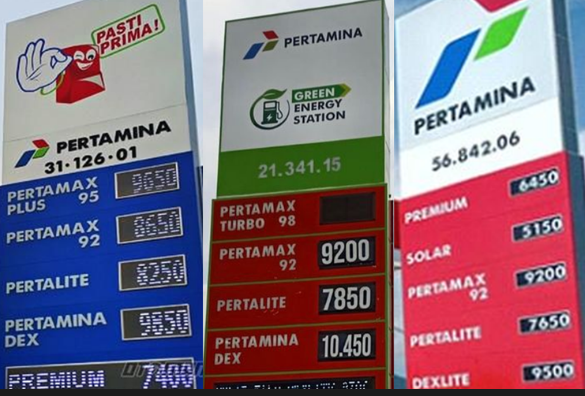 PASTI
PRIMA!
PERTAMINA
31·126·01
PERTAMAX
PLUS 95 9650
PERTAMAX
92 8650
PERTALITE 8250
PERTAMINA
DEX 9850
PREMIUM 7400
PERTAMINA
GREEN
ENERGY
STATION
21.341.15
PERTAMAX
TURBO 98
PERTAMAX
92 9200
PERTALITE 7850
PERTAMINA
DEX 10.450
PERTAMINA
56.842.06
PREMIUM 6450
SOLAR 5150
PERTAMAX
92 9200
PERTALITE 7650
DEXLITE 9500